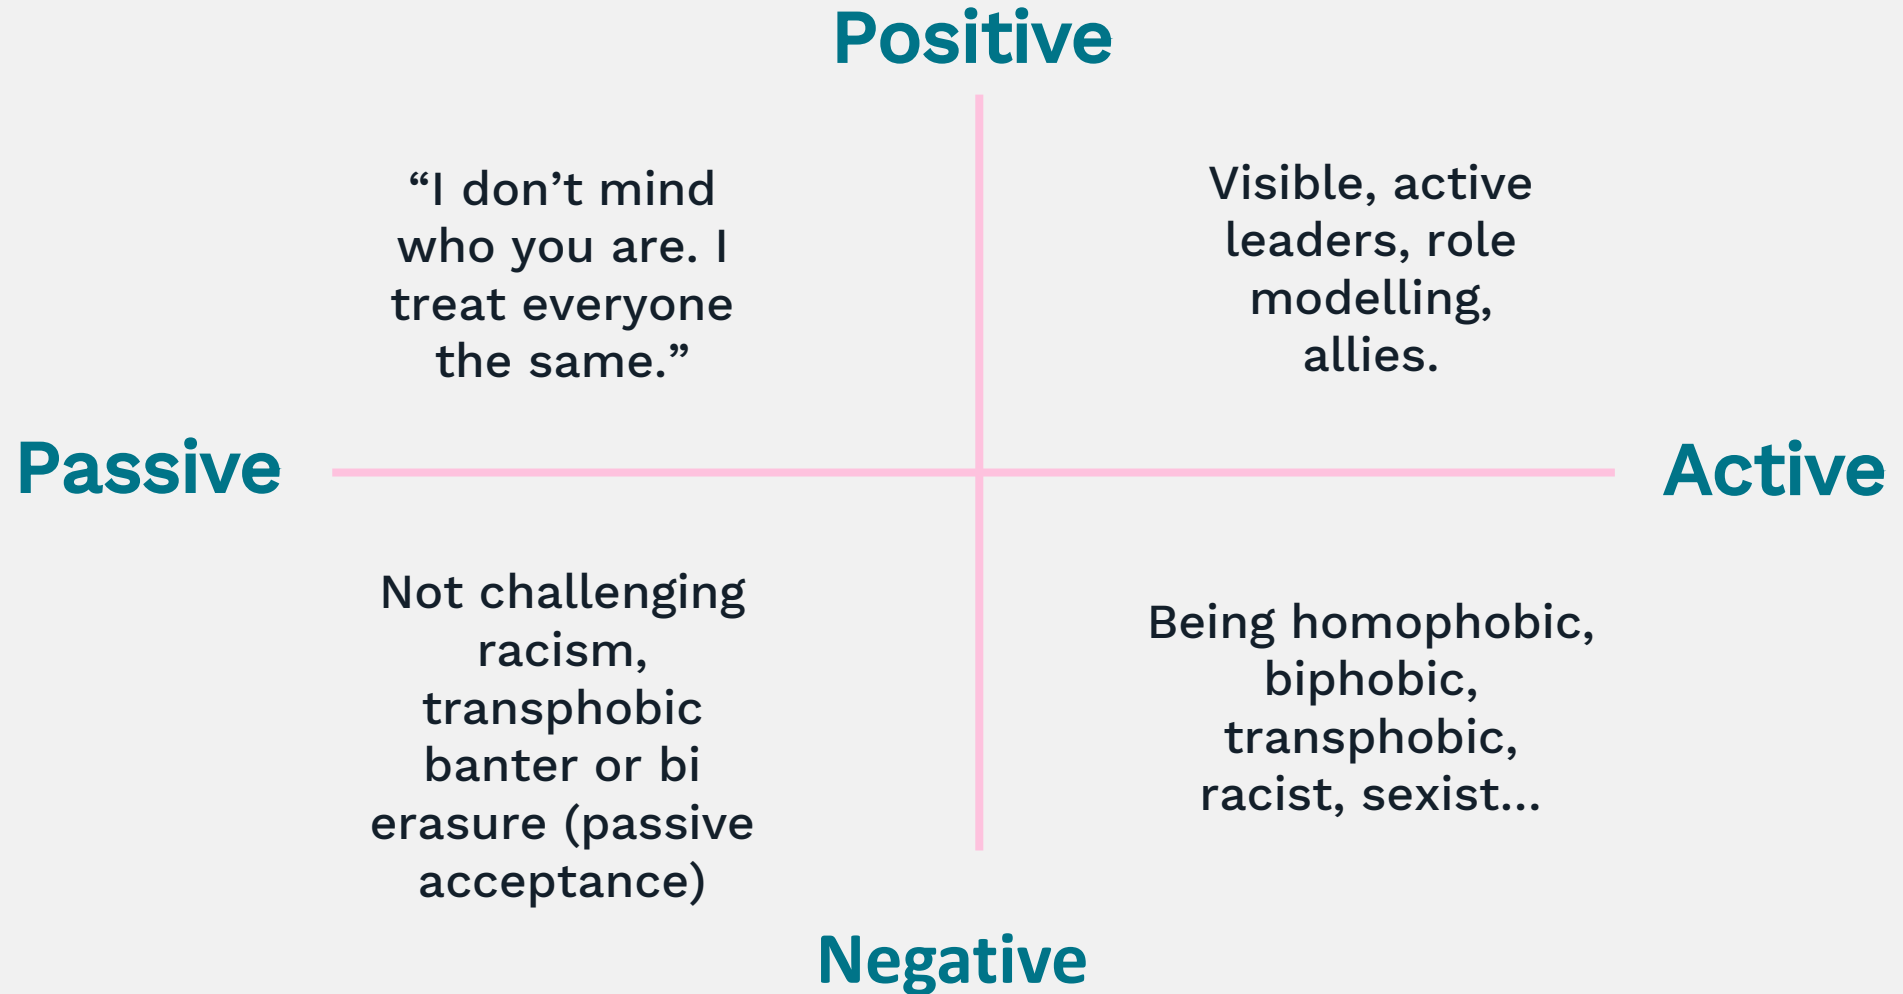 Positive
“I don’t mind
who you are. I
treat everyone
the same.”
Visible, active
leaders, role
modelling,
allies.
Passive
Active
Not challenging
racism,
transphobic
banter or bi
erasure (passive
acceptance)
Being homophobic,
biphobic,
transphobic,
racist, sexist…
Negative